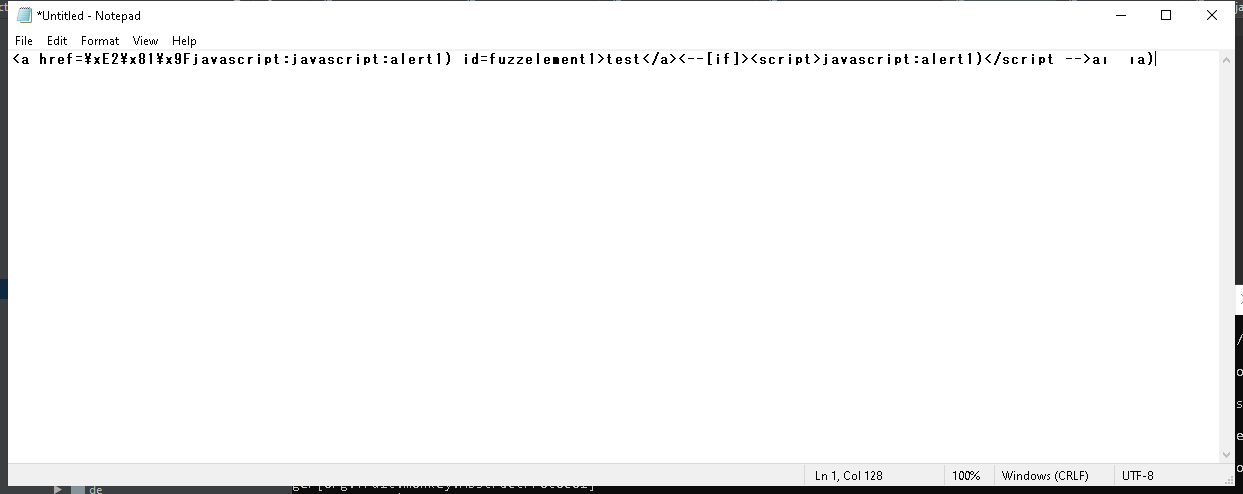 *Untitled - Notepad
File Edit Format View Help
<a href=¥xE2¥x81¥x9Fjavascript:javascript:alert1) id=fuzzelement1>test</a><--[if]><script>javascript:alert1)</script -->
Ln 1, Col 128 100% Windows (CRLF) UTF-8
de